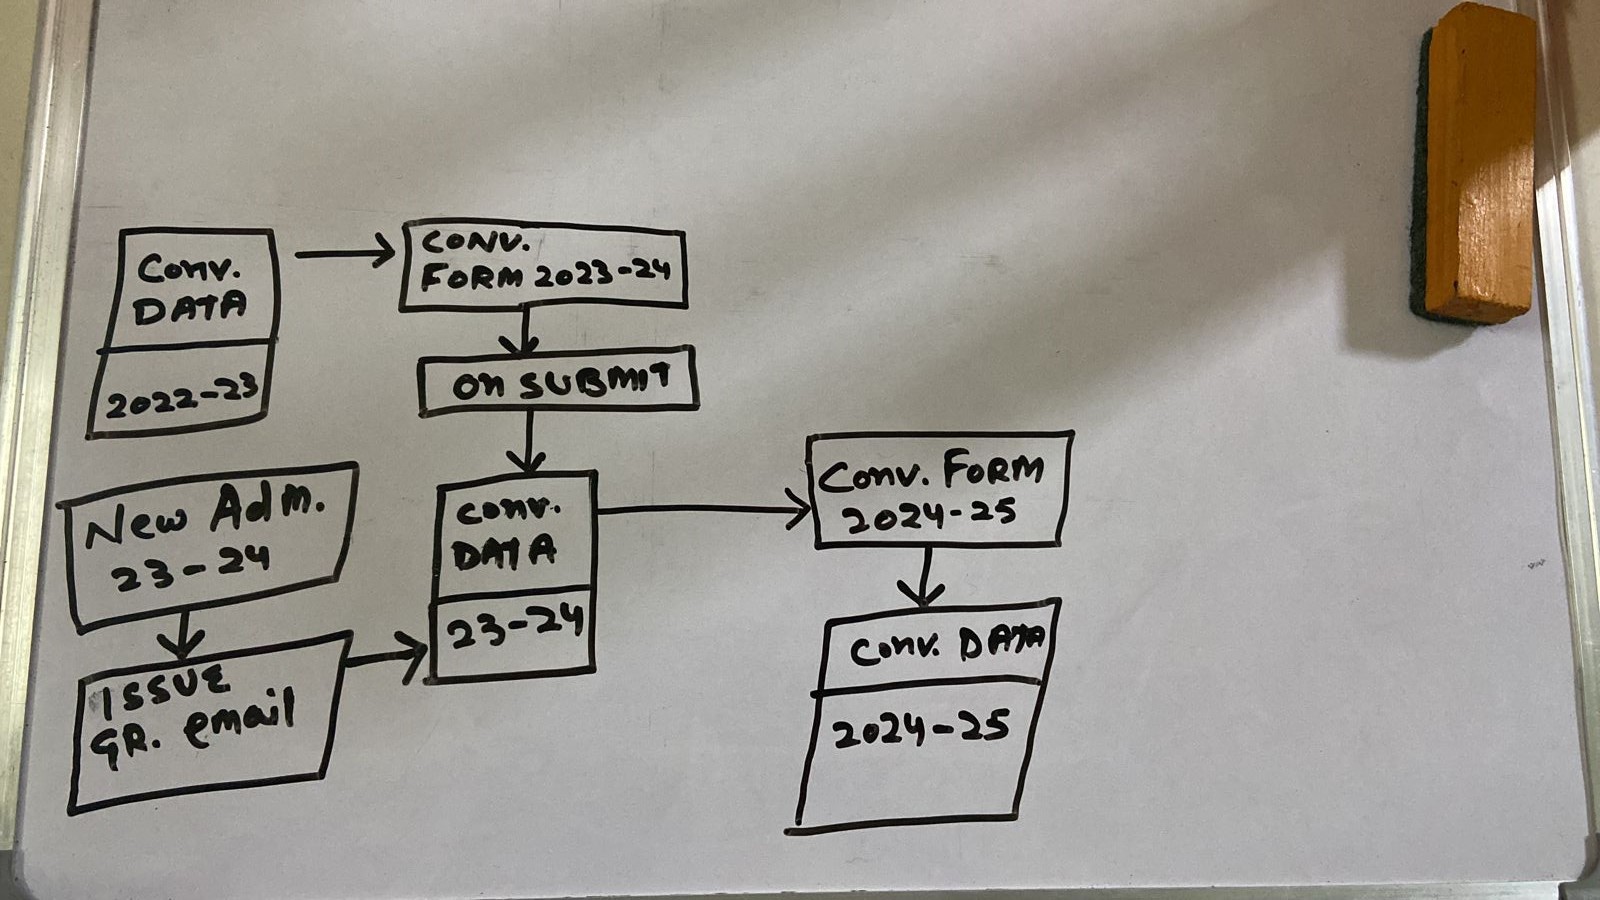 Conv.
DATA
2022-23
CONV.
FORM 2023-24
ON SUBMIT
New Adm.
23-24
ISSUE
GR. email
Conv.
DATA
23-24
Conv. FORM
2024-25
Conv. DATA
2024-25